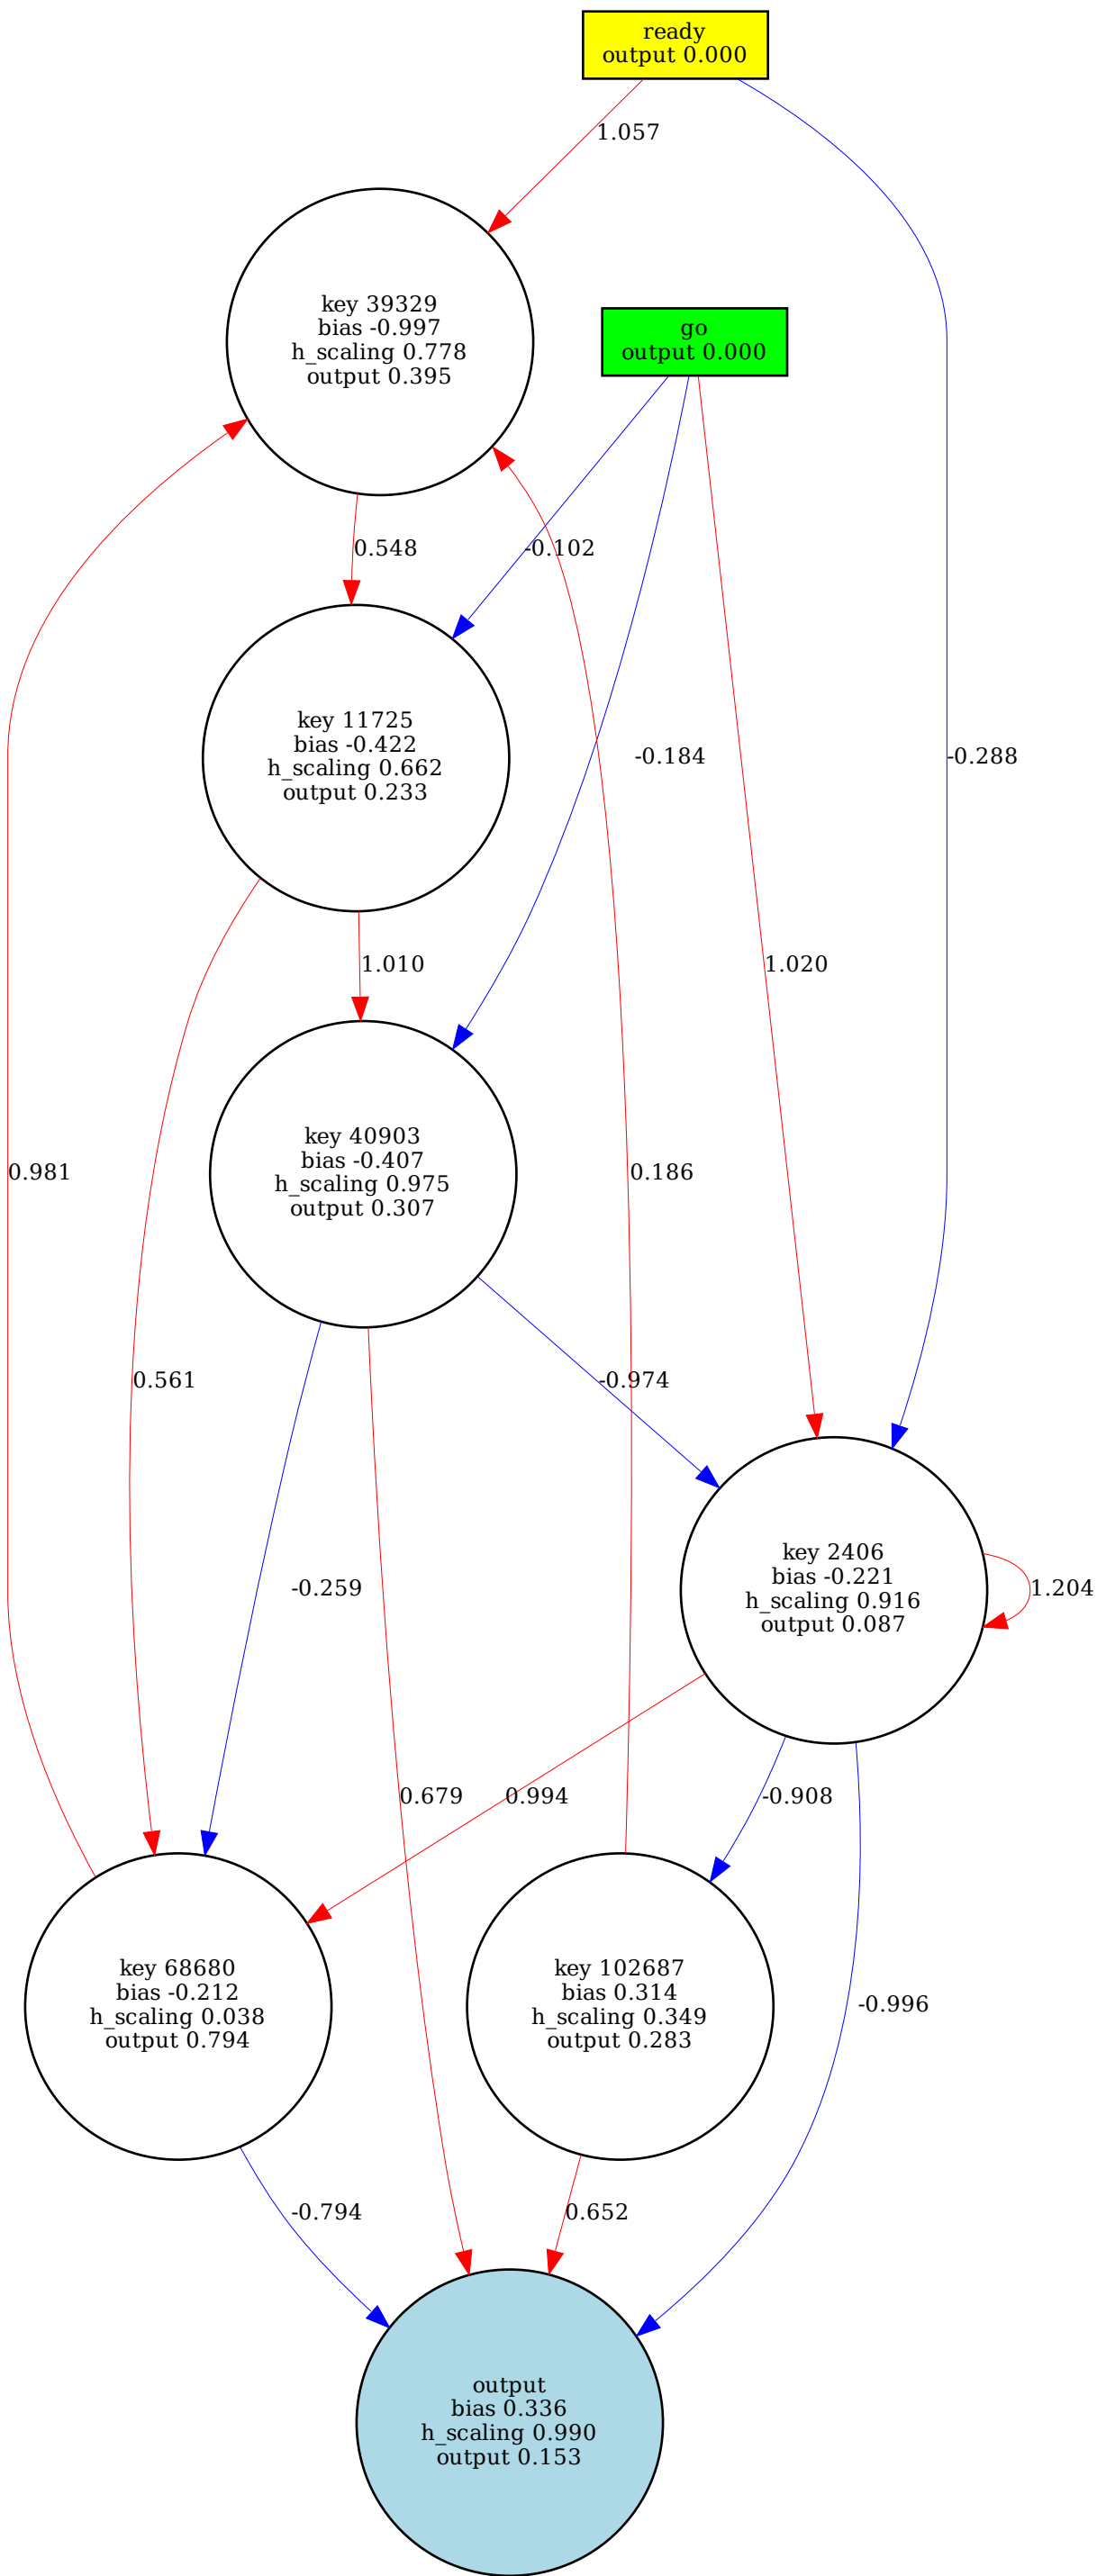 ready
output 0.000
1.057
key 39329
bias -0.997
h_scaling 0.778
output 0.395
go
output 0.000
0.548
-0.102
key 11725
bias -0.422
h_scaling 0.662
output 0.233
-0.184
-0.288
1.010
1.020
key 40903
bias -0.407
h_scaling 0.975
output 0.307
0.981
0.186
0.561
-0.974
key 2406
bias -0.221
h_scaling 0.916
output 0.087
-0.259
1.204
0.679
0.994
-0.908
key 68680
bias -0.212
h_scaling 0.038
output 0.794
key 102687
bias 0.314
h_scaling 0.349
output 0.283
-0.996
-0.794
0.652
output
bias 0.336
h_scaling 0.990
output 0.153